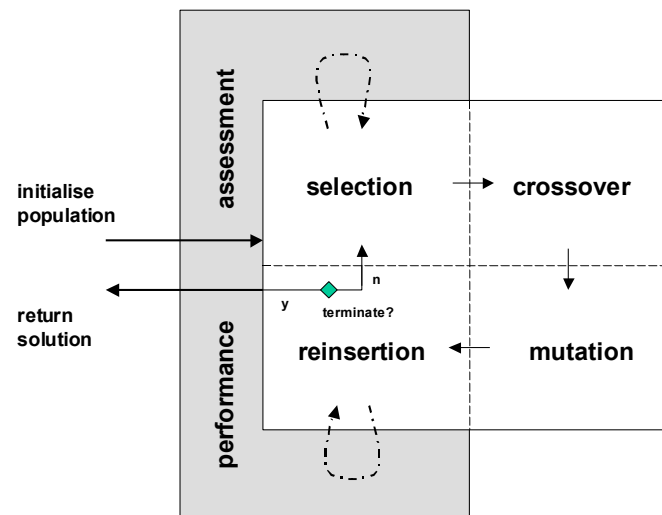 assessment
selection
crossover
initialise
population
n
y
terminate?
return
solution
performance
reinsertion
mutation